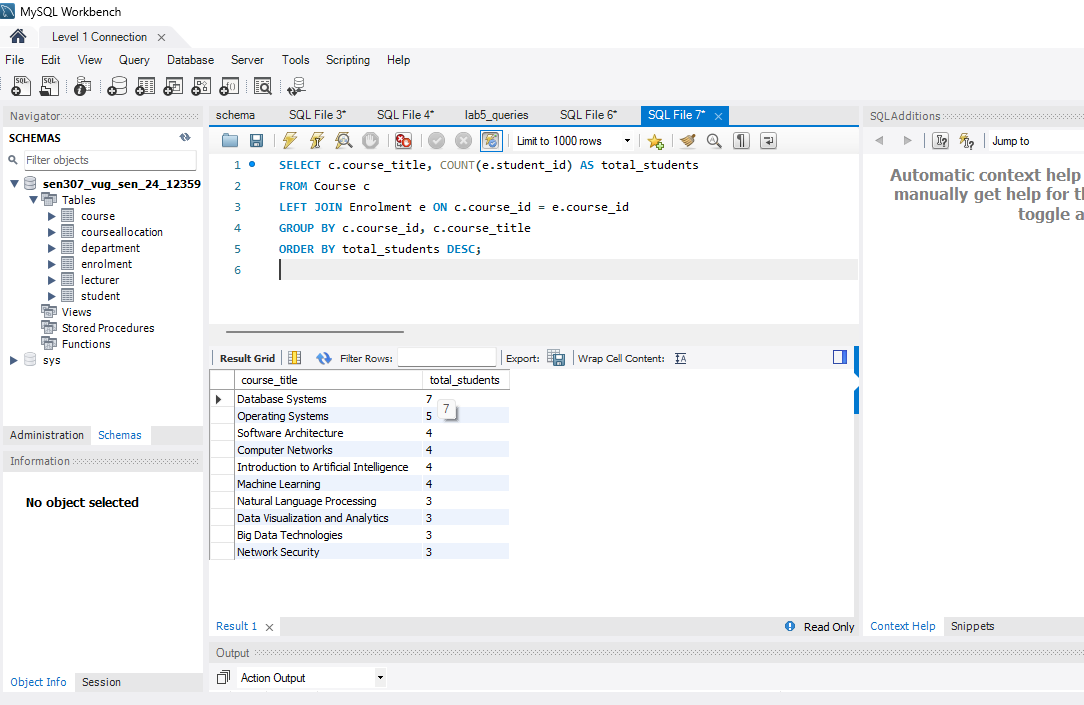 MySQL Workbench
Level 1 Connection
File Edit View Query Database Server Tools Scripting Help
Navigator
SCHEMAS
Filter objects
sen307_vug_sen_24_12359
Tables
course
courseallocation
department
enrolment
lecturer
student
Views
Stored Procedures
Functions
sys
Administration Schemas
Information
No object selected
Object Info Session
schema SQL File 3* SQL File 4* lab5_queries SQL File 6* SQL File 7*
Limit to 1000 rows
1 SELECT c.course_title, COUNT(e.student_id) AS total_students
2 FROM Course c
3 LEFT JOIN Enrolment e ON c.course_id = e.course_id
4 GROUP BY c.course_id, c.course_title
5 ORDER BY total_students DESC;
6
Result Grid Filter Rows: Export: Wrap Cell Content:
course_title total_students
Database Systems 7
7
Operating Systems 5
Software Architecture 4
Computer Networks 4
Introduction to Artificial Intelligence 4
Machine Learning 4
Natural Language Processing 3
Data Visualization and Analytics 3
Big Data Technologies 3
Network Security 3
Result 1 Read Only
Output
Action Output
SQLAdditions
Jump to
Automatic context help
manually get help for th
toggle a
Context Help Snippets